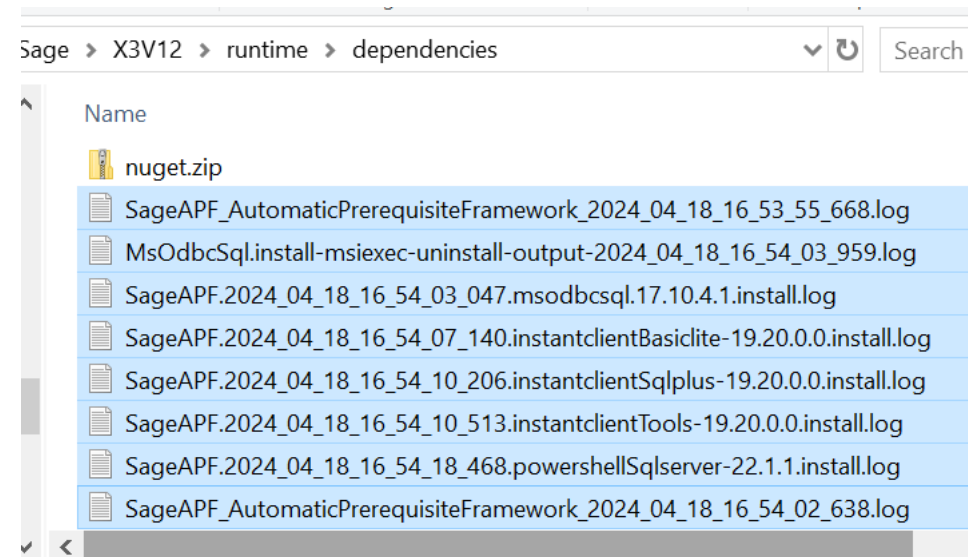 Sage > X3V12 > runtime > dependencies Search
Name
nuget.zip
SageAPF_AutomaticPrerequisiteFramework_2024_04_18_16_53_55_668.log
MsOdbcSql.install-msiexec-uninstall-output-2024_04_18_16_54_03_959.log
SageAPF.2024_04_18_16_54_03_047.msodbcsql.17.10.4.1.install.log
SageAPF.2024_04_18_16_54_07_140.instantclientBasiclite-19.20.0.0.install.log
SageAPF.2024_04_18_16_54_10_206.instantclientSqlplus-19.20.0.0.install.log
SageAPF.2024_04_18_16_54_10_513.instantclientTools-19.20.0.0.install.log
SageAPF.2024_04_18_16_54_18_468.powershellSqlserver-22.1.1.install.log
SageAPF_AutomaticPrerequisiteFramework_2024_04_18_16_54_02_638.log